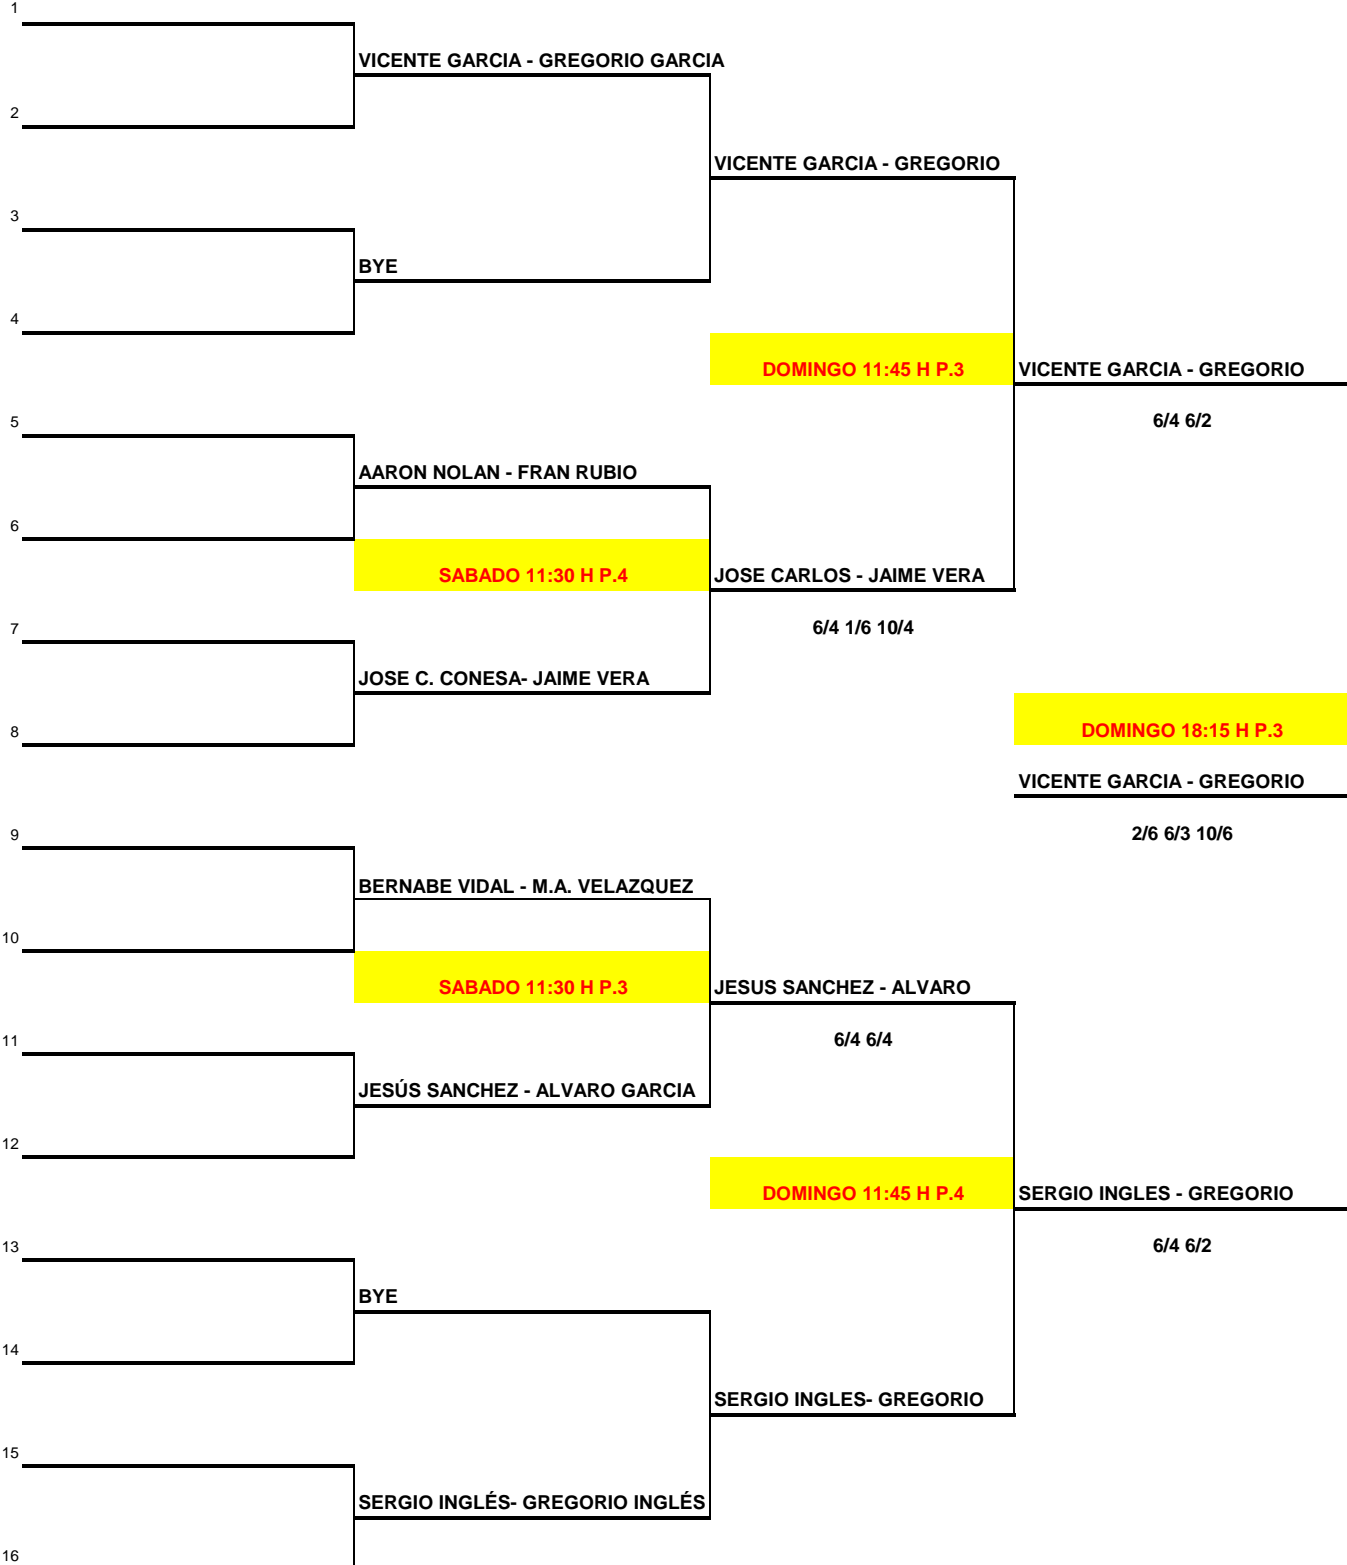 1
VICENTE GARCIA - GREGORIO GARCIA
2
VICENTE GARCIA - GREGORIO
3
BYE
4
DOMINGO 11:45 H P.3
VICENTE GARCIA - GREGORIO
5
6/4 6/2
AARON NOLAN - FRAN RUBIO
6
SABADO 11:30 H P.4
JOSE CARLOS - JAIME VERA
7
6/4 1/6 10/4
JOSE C. CONESA- JAIME VERA
8
DOMINGO 18:15 H P.3
VICENTE GARCIA - GREGORIO
9
2/6 6/3 10/6
BERNABE VIDAL - M.A. VELAZQUEZ
10
SABADO 11:30 H P.3
JESUS SANCHEZ - ALVARO
11
6/4 6/4
JESÚS SANCHEZ - ALVARO GARCIA
12
DOMINGO 11:45 H P.4
SERGIO INGLES - GREGORIO
13
6/4 6/2
BYE
14
SERGIO INGLES- GREGORIO
15
SERGIO INGLÉS- GREGORIO INGLÉS
16